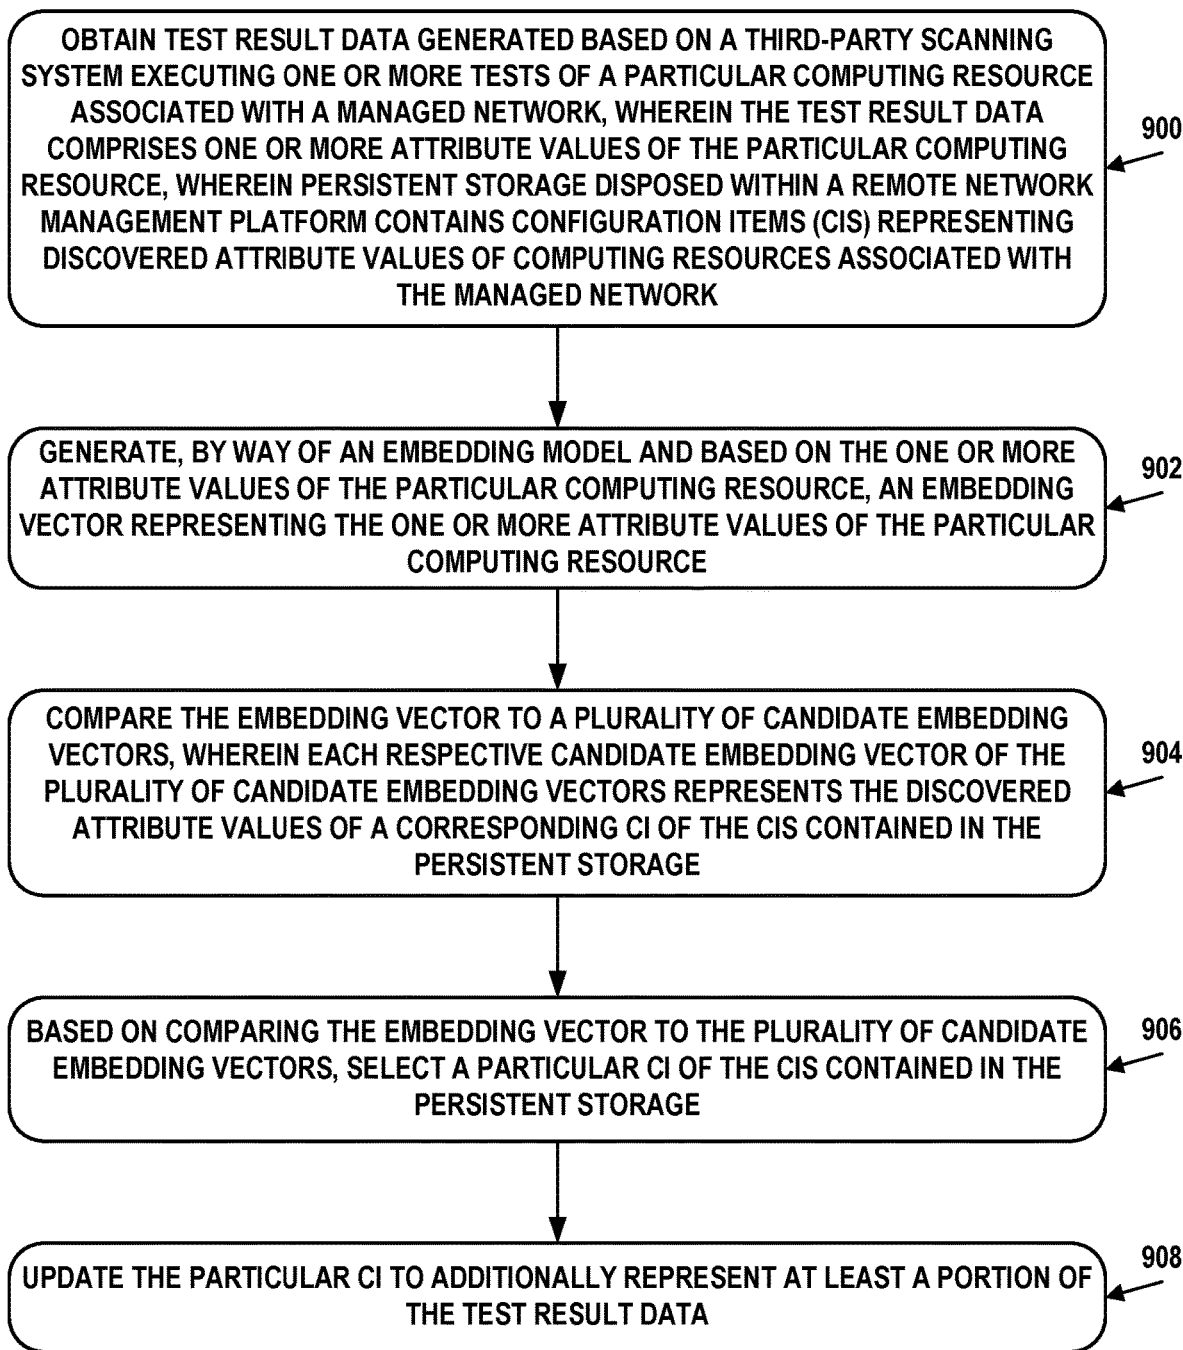 OBTAIN TEST RESULT DATA GENERATED BASED ON A THIRD-PARTY SCANNING
SYSTEM EXECUTING ONE OR MORE TESTS OF A PARTICULAR COMPUTING RESOURCE
ASSOCIATED WITH A MANAGED NETWORK, WHEREIN THE TEST RESULT DATA
COMPRISES ONE OR MORE ATTRIBUTE VALUES OF THE PARTICULAR COMPUTING
RESOURCE, WHEREIN PERSISTENT STORAGE DISPOSED WITHIN A REMOTE NETWORK
MANAGEMENT PLATFORM CONTAINS CONFIGURATION ITEMS (CIS) REPRESENTING
DISCOVERED ATTRIBUTE VALUES OF COMPUTING RESOURCES ASSOCIATED WITH
THE MANAGED NETWORK
900
GENERATE, BY WAY OF AN EMBEDDING MODEL AND BASED ON THE ONE OR MORE
ATTRIBUTE VALUES OF THE PARTICULAR COMPUTING RESOURCE, AN EMBEDDING
VECTOR REPRESENTING THE ONE OR MORE ATTRIBUTE VALUES OF THE PARTICULAR
COMPUTING RESOURCE
902
COMPARE THE EMBEDDING VECTOR TO A PLURALITY OF CANDIDATE EMBEDDING
VECTORS, WHEREIN EACH RESPECTIVE CANDIDATE EMBEDDING VECTOR OF THE
PLURALITY OF CANDIDATE EMBEDDING VECTORS REPRESENTS THE DISCOVERED
ATTRIBUTE VALUES OF A CORRESPONDING CI OF THE CIS CONTAINED IN THE
PERSISTENT STORAGE
904
BASED ON COMPARING THE EMBEDDING VECTOR TO THE PLURALITY OF CANDIDATE
EMBEDDING VECTORS, SELECT A PARTICULAR CI OF THE CIS CONTAINED IN THE
PERSISTENT STORAGE
906
UPDATE THE PARTICULAR CI TO ADDITIONALLY REPRESENT AT LEAST A PORTION OF
THE TEST RESULT DATA
908